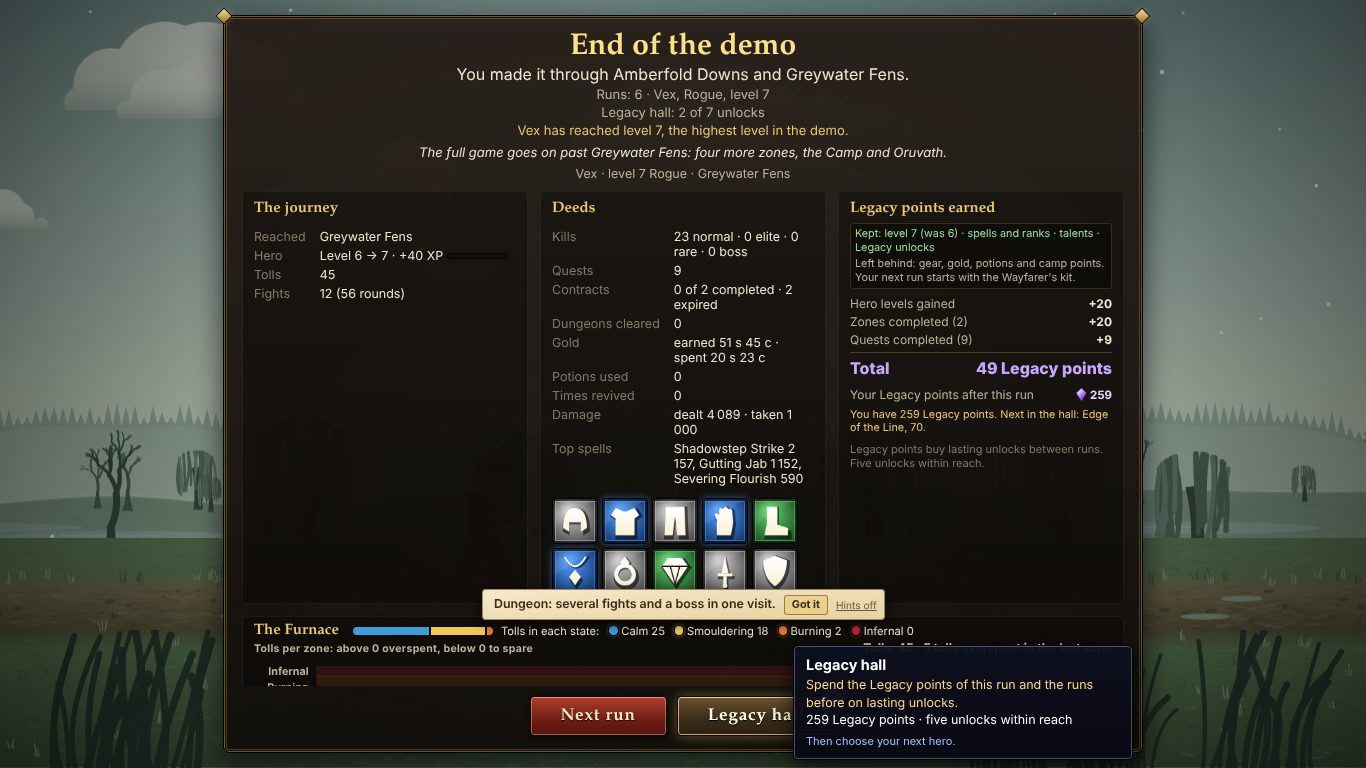 End of the demo
You made it through Amberfold Downs and Greywater Fens.
Runs: 6 · Vex, Rogue, level 7
Legacy hall: 2 of 7 unlocks
Vex has reached level 7, the highest level in the demo.
The full game goes on past Greywater Fens: four more zones, the Camp and Oruvath.
Vex · level 7 Rogue · Greywater Fens
The journey
Reached Greywater Fens
Hero Level 6 → 7 · +40 XP
Tolls 45
Fights 12 (56 rounds)
Deeds
Kills 23 normal · 0 elite · 0
rare · 0 boss
Quests 9
Contracts 0 of 2 completed · 2
expired
Dungeons cleared 0
Gold earned 51 s 45 c ·
spent 20 s 23 c
Potions used 0
Times revived 0
Damage dealt 4 089 · taken 1
000
Top spells Shadowstep Strike 2
157, Gutting Jab 1 152,
Severing Flourish 590
Legacy points earned
Kept: level 7 (was 6) · spells and ranks · talents ·
Legacy unlocks
Left behind: gear, gold, potions and camp points.
Your next run starts with the Wayfarer's kit.
Hero levels gained +20
Zones completed (2) +20
Quests completed (9) +9
Total 49 Legacy points
Your Legacy points after this run 259
You have 259 Legacy points. Next in the hall: Edge
of the Line, 70.
Legacy points buy lasting unlocks between runs.
Five unlocks within reach.
Dungeon: several fights and a boss in one visit. Got it Hints off
The Furnace Tolls in each state: Calm 25 Smouldering 18 Burning 2 Infernal 0
Tolls per zone: above 0 overspent, below 0 to spare
Infernal
Next run
Legacy ha
Legacy hall
Spend the Legacy points of this run and the runs
before on lasting unlocks.
259 Legacy points · five unlocks within reach
Then choose your next hero.